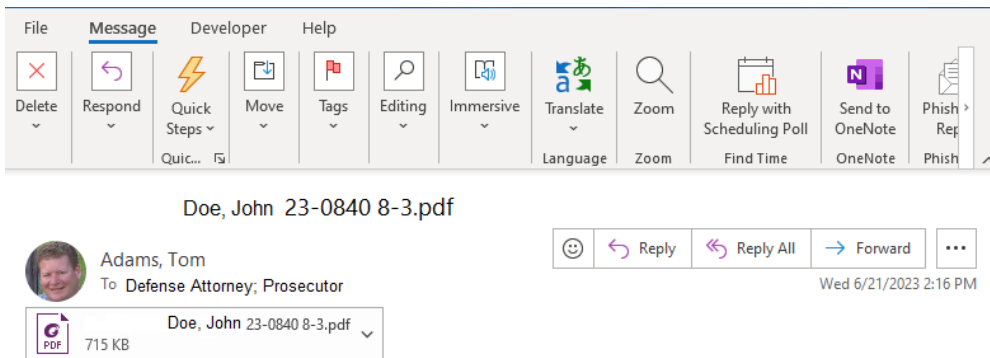 File Message Developer Help
Delete Respond Quick Steps Move Tags Editing Immersive Translate Zoom Reply with Scheduling Poll Send to OneNote Phish Rep
Quic... Language Zoom Find Time OneNote Phish
Doe, John 23-0840 8-3.pdf
Adams, Tom
To Defense Attorney; Prosecutor
Reply Reply All Forward
Wed 6/21/2023 2:16 PM
Doe, John 23-0840 8-3.pdf
PDF 715 KB